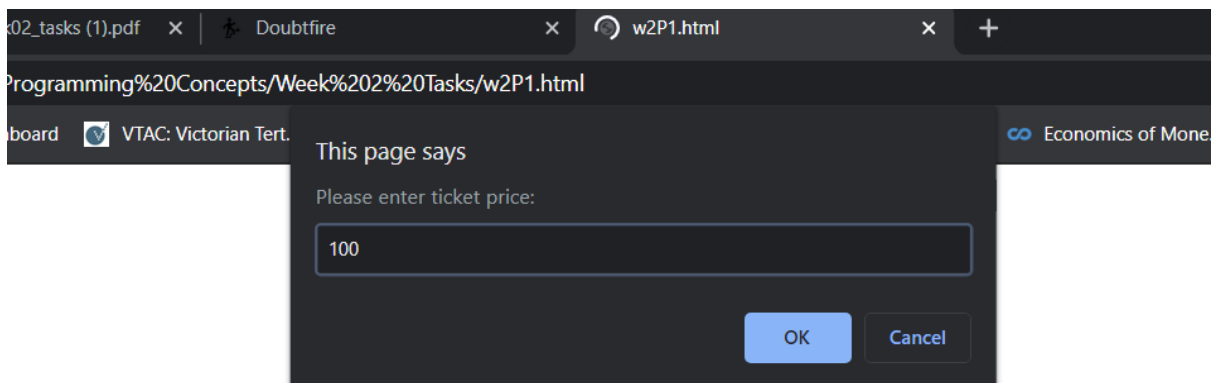 k02_tasks (1).pdf Doubtfire w2P1.html
Programming%20Concepts/Week%202%20Tasks/w2P1.html
board VTAC: Victorian Tert. Economics of Mone.
This page says
Please enter ticket price:
100
OK Cancel